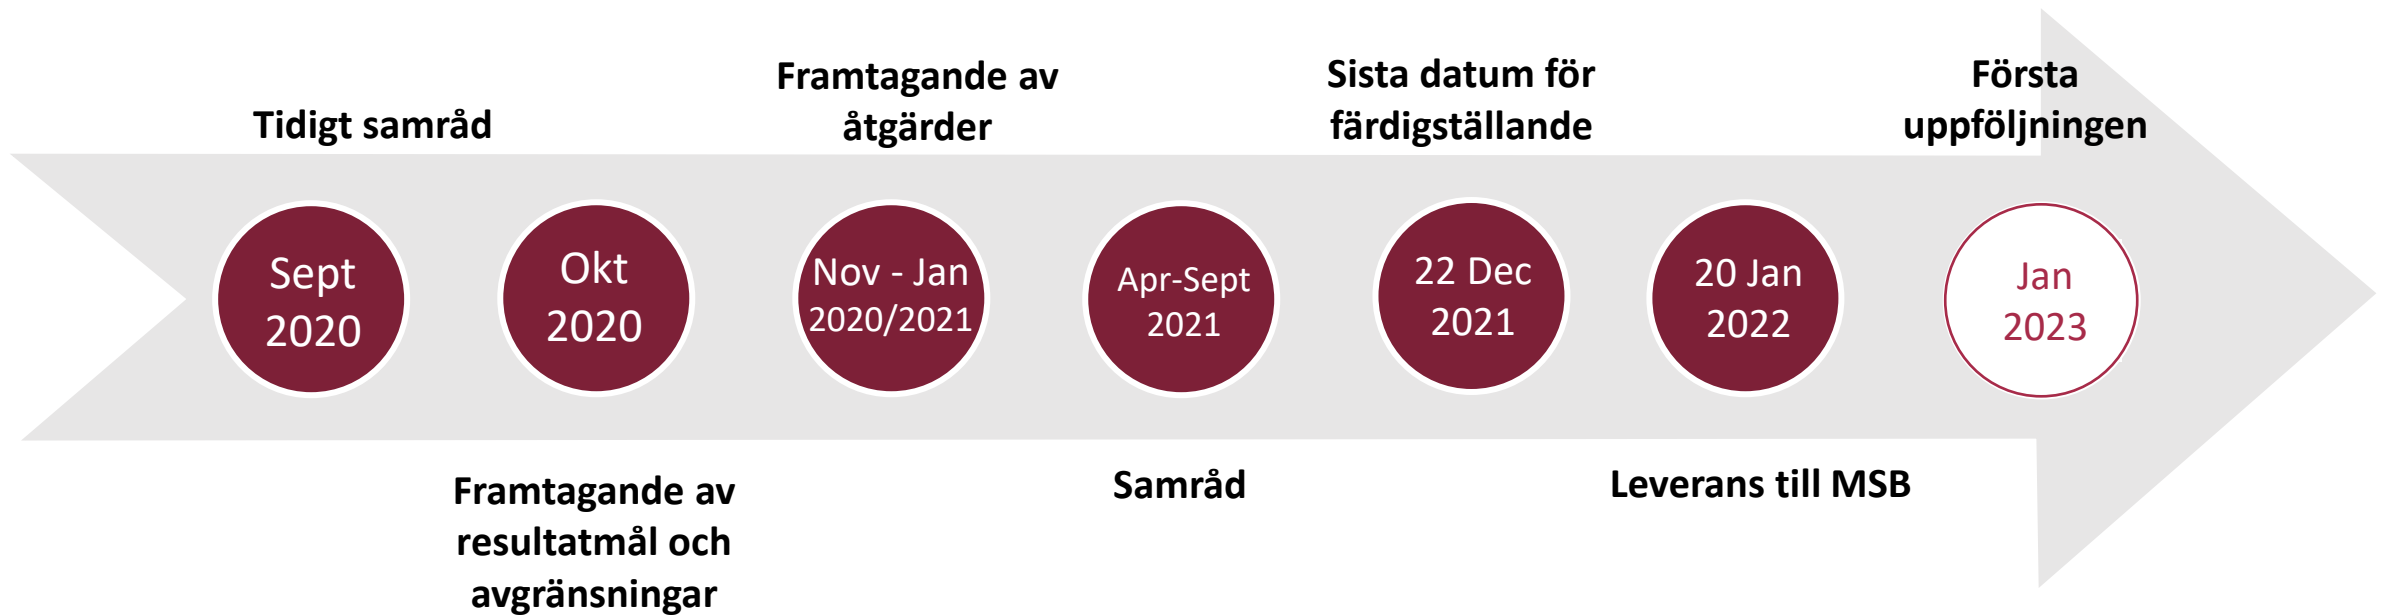 Tidigt samråd
Sept
2020
Okt
2020
Framtagande av
resultatmål och
avgränsningar
Framtagande av
åtgärder
Nov - Jan
2020/2021
Apr-Sept
2021
Samråd
Sista datum för
färdigställande
22 Dec
2021
20 Jan
2022
Leverans till MSB
Första
uppföljningen
Jan
2023